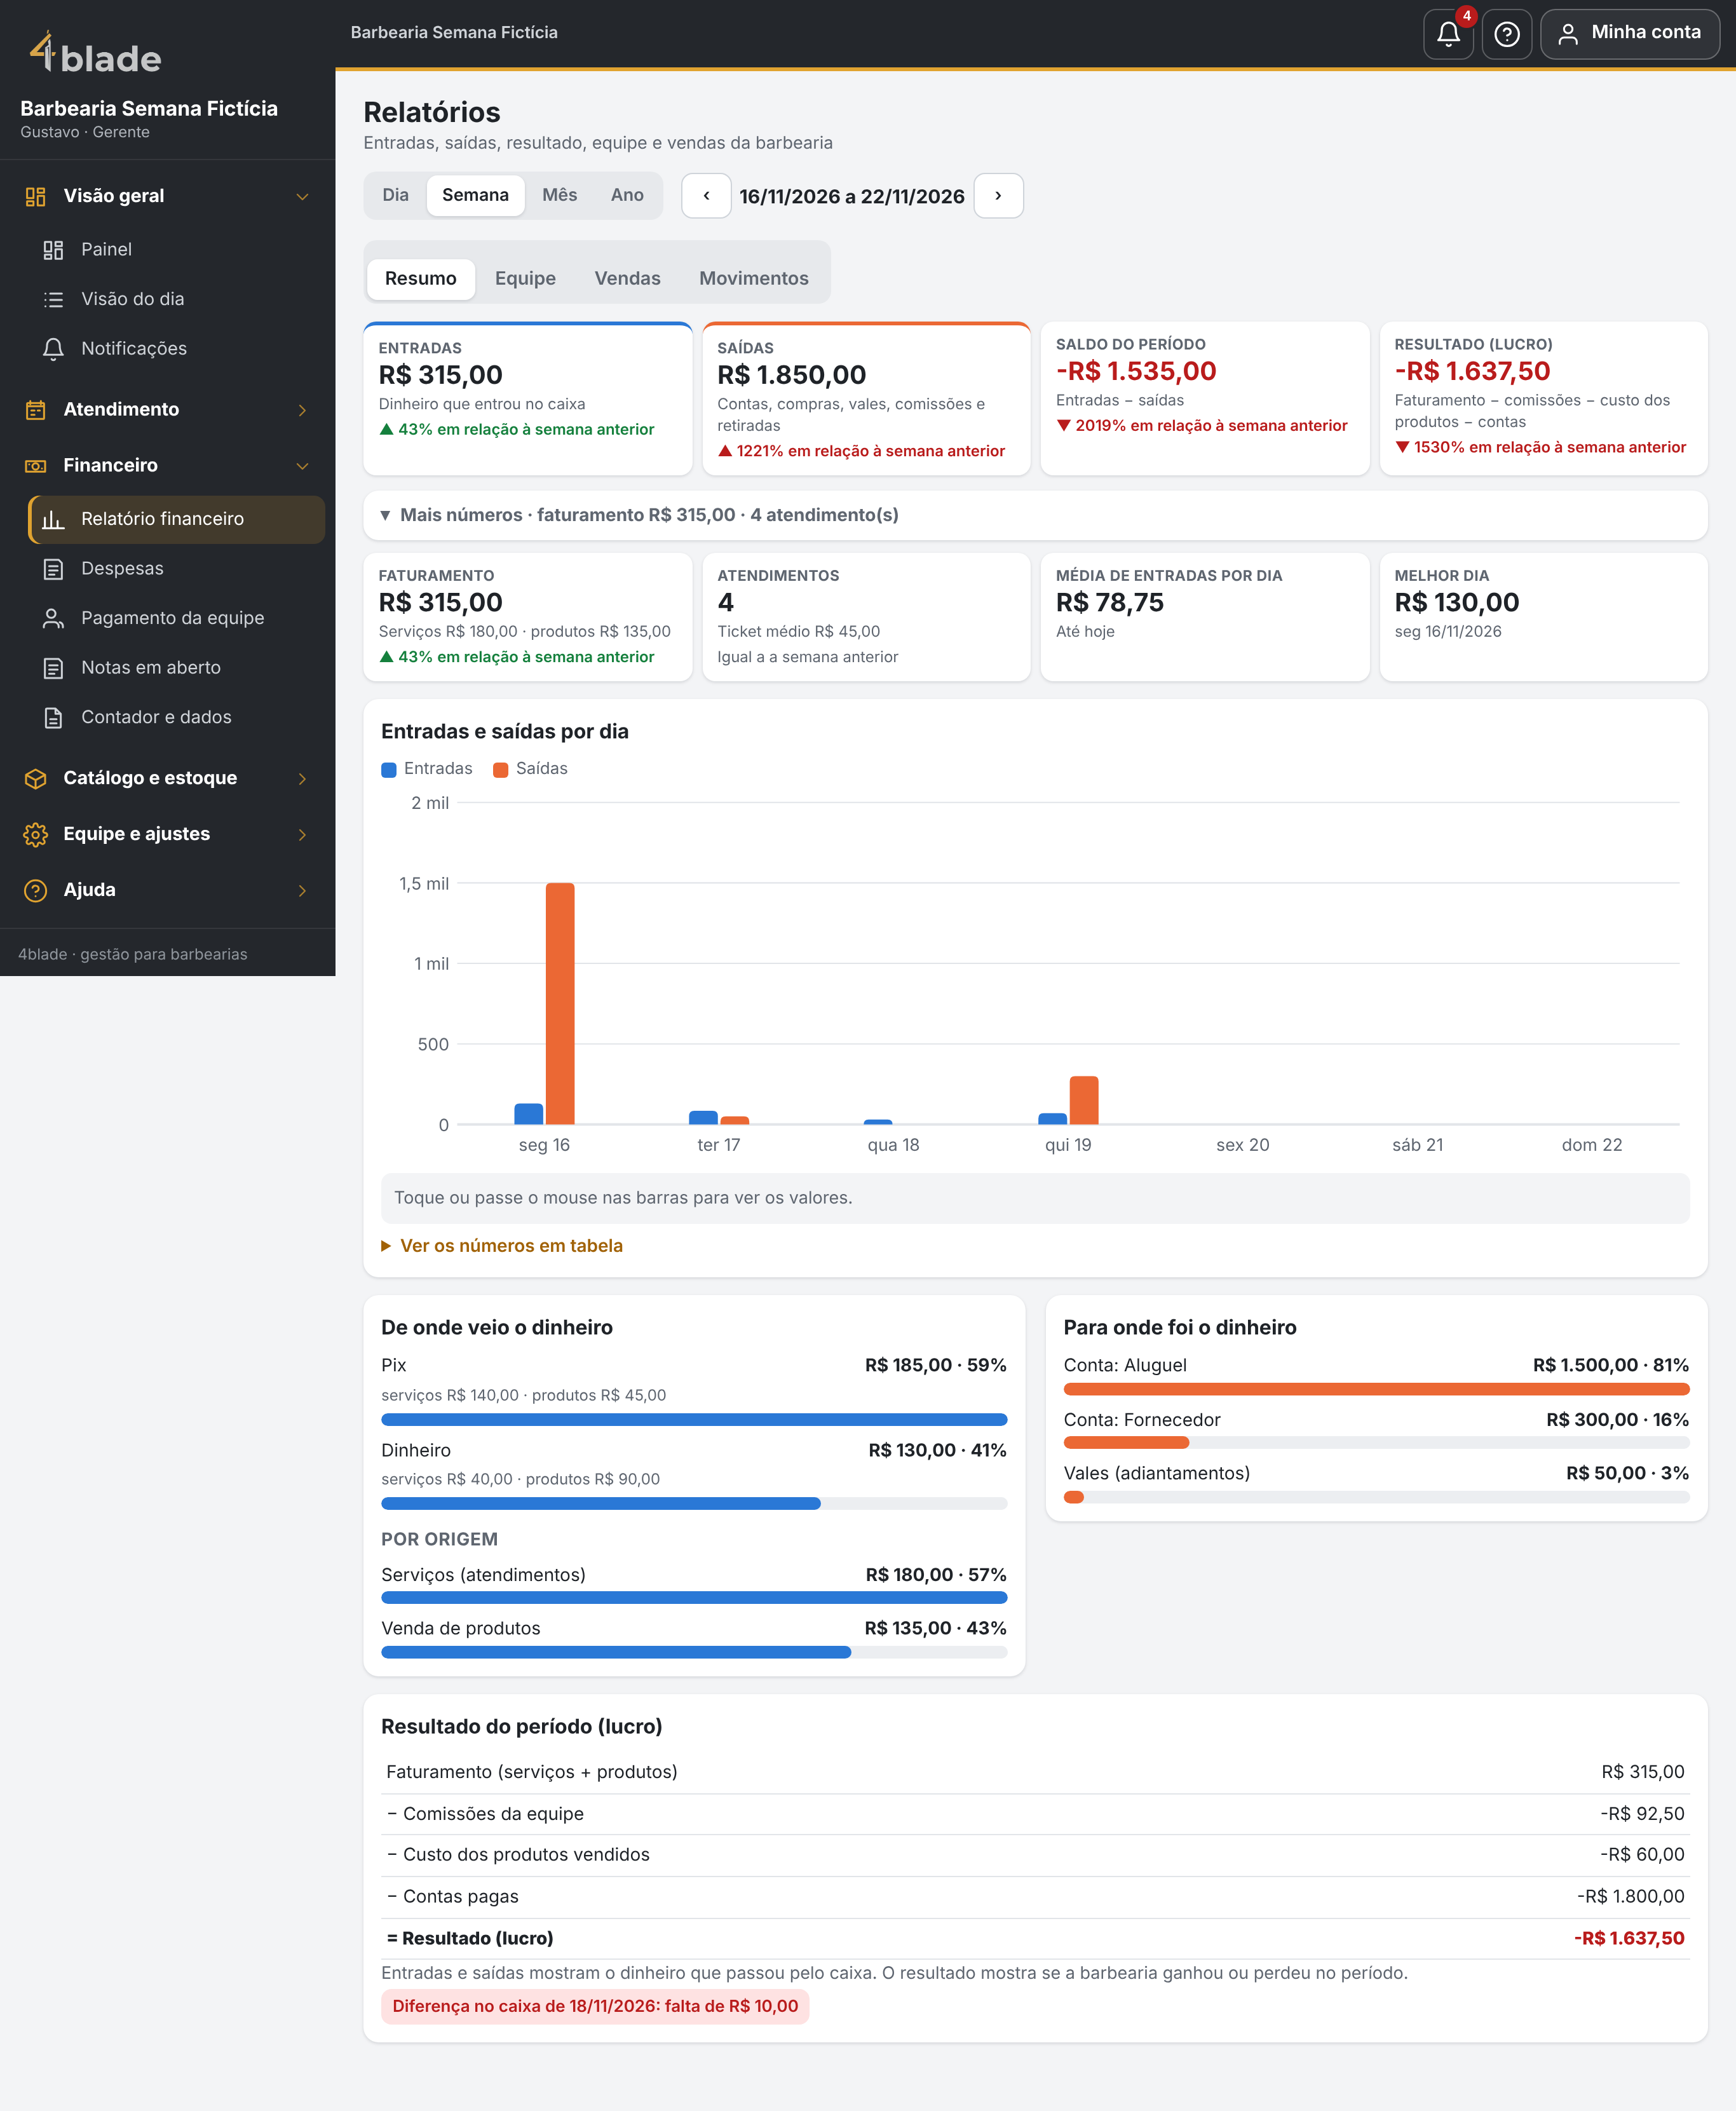 4blade
Barbearia Semana Fictícia
Gustavo · Gerente
Visão geral
Painel
Visão do dia
Notificações
Atendimento
Financeiro
Relatório financeiro
Despesas
Pagamento da equipe
Notas em aberto
Contador e dados
Catálogo e estoque
Equipe e ajustes
Ajuda
4blade · gestão para barbearias
Barbearia Semana Fictícia
4
Minha conta
Relatórios
Entradas, saídas, resultado, equipe e vendas da barbearia
Dia Semana Mês Ano ‹ 16/11/2026 a 22/11/2026 ›
Resumo Equipe Vendas Movimentos
ENTRADAS
R$ 315,00
Dinheiro que entrou no caixa
▲ 43% em relação à semana anterior
SAÍDAS
R$ 1.850,00
Contas, compras, vales, comissões e
retiradas
▲ 1221% em relação à semana anterior
SALDO DO PERÍODO
-R$ 1.535,00
Entradas − saídas
▼ 2019% em relação à semana anterior
RESULTADO (LUCRO)
-R$ 1.637,50
Faturamento − comissões − custo dos
produtos − contas
▼ 1530% em relação à semana anterior
▼ Mais números · faturamento R$ 315,00 · 4 atendimento(s)
FATURAMENTO
R$ 315,00
Serviços R$ 180,00 · produtos R$ 135,00
▲ 43% em relação à semana anterior
ATENDIMENTOS
4
Ticket médio R$ 45,00
Igual a a semana anterior
MÉDIA DE ENTRADAS POR DIA
R$ 78,75
Até hoje
MELHOR DIA
R$ 130,00
seg 16/11/2026
Entradas e saídas por dia
Entradas Saídas
2 mil
1,5 mil
1 mil
500
0
seg 16 ter 17 qua 18 qui 19 sex 20 sáb 21 dom 22
Toque ou passe o mouse nas barras para ver os valores.
▶ Ver os números em tabela
De onde veio o dinheiro
Pix R$ 185,00 · 59%
serviços R$ 140,00 · produtos R$ 45,00
Dinheiro R$ 130,00 · 41%
serviços R$ 40,00 · produtos R$ 90,00
POR ORIGEM
Serviços (atendimentos) R$ 180,00 · 57%
Venda de produtos R$ 135,00 · 43%
Para onde foi o dinheiro
Conta: Aluguel R$ 1.500,00 · 81%
Conta: Fornecedor R$ 300,00 · 16%
Vales (adiantamentos) R$ 50,00 · 3%
Resultado do período (lucro)
Faturamento (serviços + produtos) R$ 315,00
− Comissões da equipe -R$ 92,50
− Custo dos produtos vendidos -R$ 60,00
− Contas pagas -R$ 1.800,00
= Resultado (lucro) -R$ 1.637,50
Entradas e saídas mostram o dinheiro que passou pelo caixa. O resultado mostra se a barbearia ganhou ou perdeu no período.
Diferença no caixa de 18/11/2026: falta de R$ 10,00